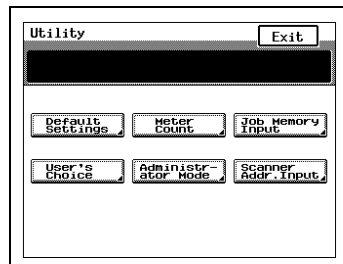 Utility
Exit
Default Settings
Meter Count
Job Memory Input
User's Choice
Administr-ator Mode
Scanner Addr.Input